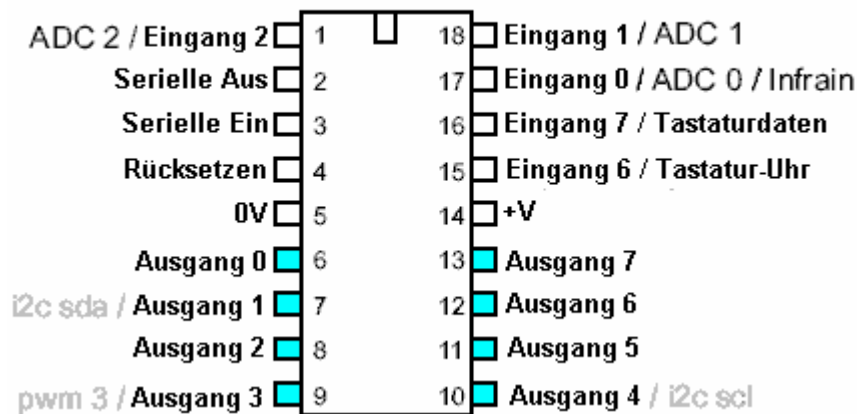 ADC 2 / Eingang 2 1 18 Eingang 1 / ADC 1
Serielle Aus 2 17 Eingang 0 / ADC 0 / Infrain
Serielle Ein 3 16 Eingang 7 / Tastaturdaten
Rücksetzen 4 15 Eingang 6 / Tastatur-Uhr
0V 5 14 +V
Ausgang 0 6 13 Ausgang 7
i2c sda / Ausgang 1 7 12 Ausgang 6
Ausgang 2 8 11 Ausgang 5
pwm 3 / Ausgang 3 9 10 Ausgang 4 / i2c scl